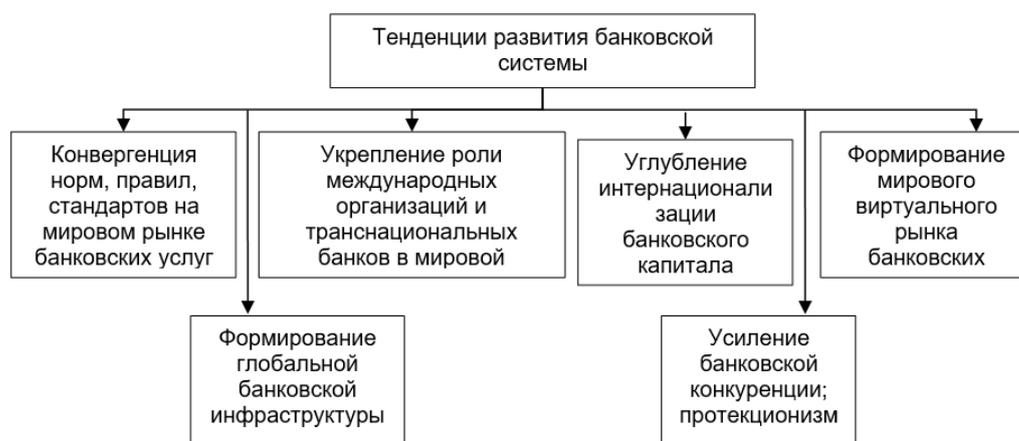 Тенденции развития банковской
системы
Конвергенция
норм, правил,
стандартов на
мировом рынке
банковских услуг
Укрепление роли
международных
организаций и
транснациональных
банков в мировой
Углубление
интернационали
зации
банковского
капитала
Формирование
мирового
виртуального
рынка
банковских
Формирование
глобальной
банковской
инфраструктуры
Усиление
банковской
конкуренции;
протекционизм